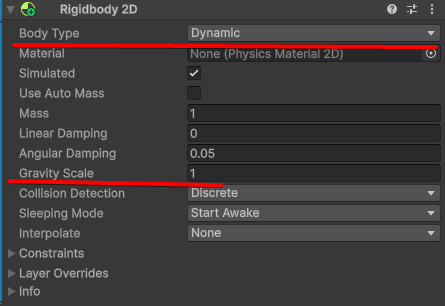 Rigidbody 2D
Body Type Dynamic
Material None (Physics Material 2D)
Simulated
Use Auto Mass
Mass 1
Linear Damping 0
Angular Damping 0.05
Gravity Scale 1
Collision Detection Discrete
Sleeping Mode Start Awake
Interpolate None
Constraints
Layer Overrides
Info